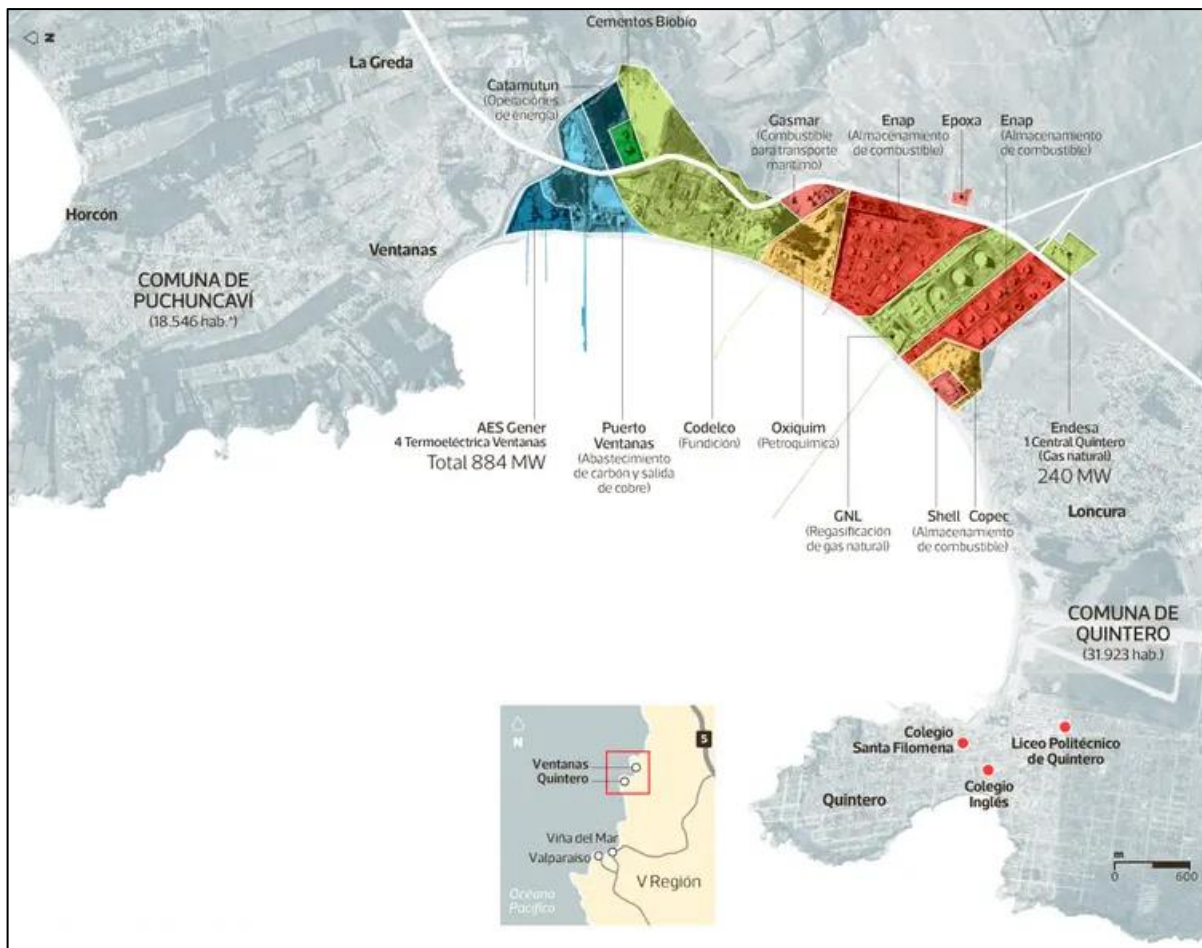 N
Cementos Biobío
La Greda
Catamutun
(Operaciones
de energía)
Gasmar
(Combustible
para transporte
marítimo)
Enap
(Almacenamiento
de combustible)
Epoxa
Enap
(Almacenamiento
de combustible)
Horcón
Ventanas
COMUNA DE
PUCHUNCAVÍ
(18.546 hab.*)
AES Gener
4 Termoeléctrica Ventanas
Total 884 MW
Puerto
Ventanas
(Abastecimiento
de carbón y salida
de cobre)
Codelco
(Fundición)
Oxiquim
(Petroquímica)
Endesa
1 Central Quintero
(Gas natural)
240 MW
GNL
(Regasificación
de gas natural)
Shell Copec
(Almacenamiento
de combustible)
Loncura
COMUNA DE
QUINTERO
(31.923 hab.)
N
5
Ventanas
Quintero
Viña del Mar
Valparaíso
V Región
Océano
Pacífico
Colegio
Santa Filomena
Liceo Politécnico
de Quintero
Colegio
Inglés
Quintero
m
0 600